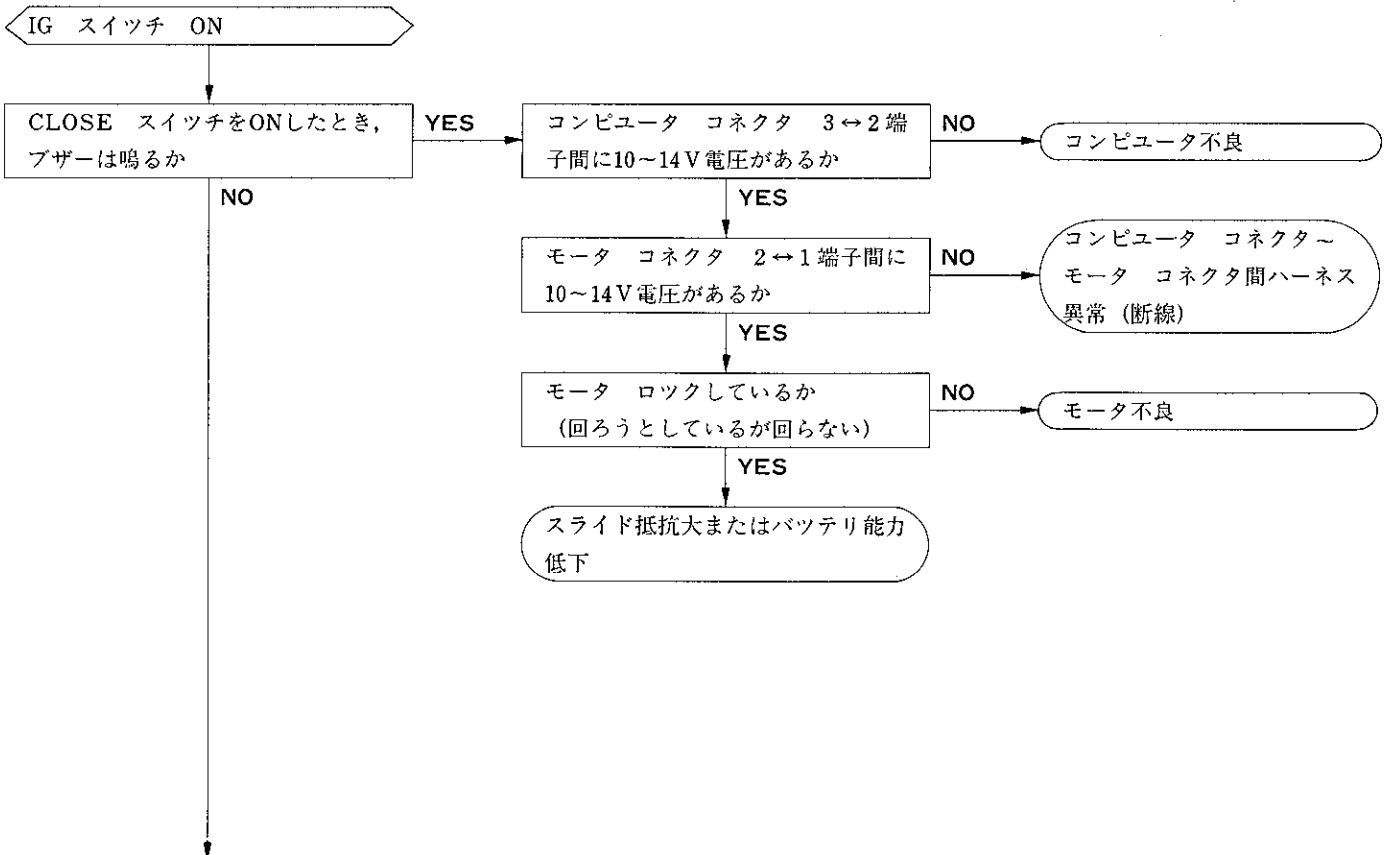 IG スイツチ ON
CLOSE スイツチをONしたとき,
ブザーは鳴るか
YES
コンピユータ コネクタ 3↔2端
子間に10~14V電圧があるか
NO
コンピユータ不良
NO
YES
モータ コネクタ 2↔1端子間に
10~14V電圧があるか
NO
コンピユータ コネクタ~
モータ コネクタ間ハーネス
異常 (断線)
YES
モータ ロツクしているか
(回ろうとしているが回らない)
NO
モータ不良
YES
スライド抵抗大またはバツテリ能力
低下